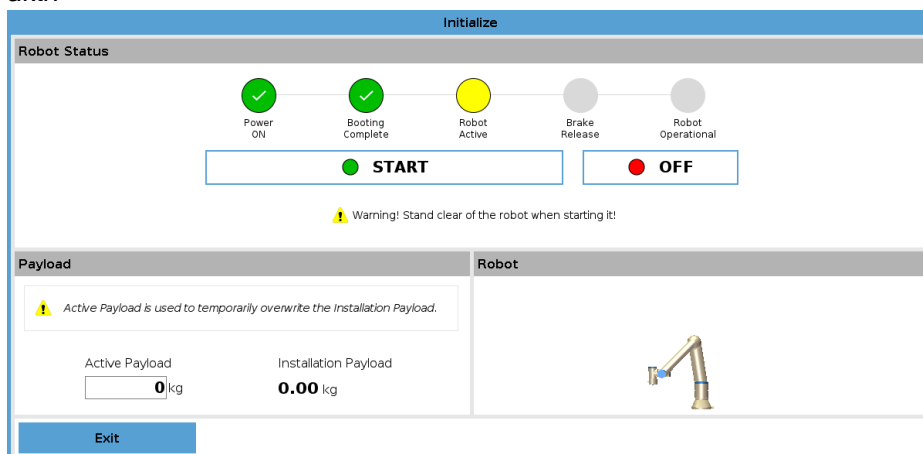 Initialize
Robot Status
Power
ON
Booting
Complete
Robot
Active
Brake
Release
Robot
Operational
START
OFF
Warning! Stand clear of the robot when starting it!
Payload
Robot
Active Payload is used to temporarily overwrite the Installation Payload.
Active Payload
Installation Payload
0 kg
0.00 kg
Exit